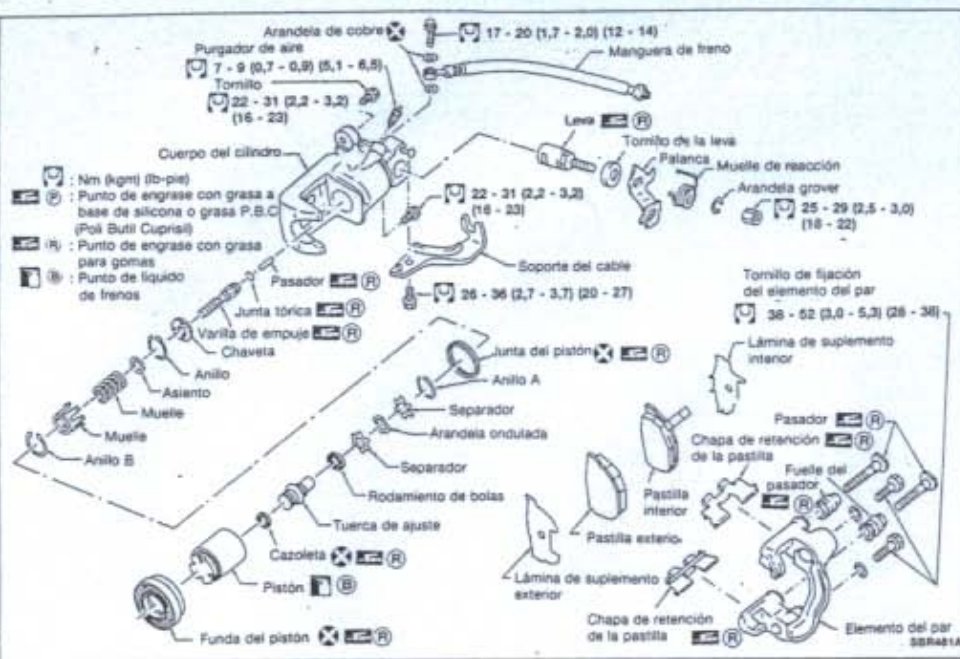 Arandela de cobre
17 - 20 (1,7 - 2,0) (12 - 14)
Manguera de freno
Purgador de aire
7 - 9 (0,7 - 0,9) (5,1 - 6,5)
Tornillo
22 - 31 (2,2 - 3,2)
(16 - 23)
Cuerpo del cilindro
Leva R
Tornillo de la leva
Palanca
Muelle de reacción
Arandela grover
25 - 29 (2,5 - 3,0)
(18 - 22)
: Nm (kgm) (lb-pie)
P : Punto de engrase con grasa a
base de silicona o grasa P.B.C
(Poli Butil Cuprisil)
R : Punto de engrase con grasa
para gomas
B : Punto de líquido
de frenos
22 - 31 (2,2 - 3,2)
(16 - 23)
Soporte del cable
26 - 36 (2,7 - 3,7) (20 - 27)
Pasador R
Junta tórica R
Varilla de empuje R
Chaveta
Anillo
Asiento
Muelle
Muelle
Anillo B
Junta del pistón R
Anillo A
Separador
Arandela ondulada
Separador
Rodamiento de bolas
Tuerca de ajuste
Cazoleta R
Pistón B
Funda del pistón R
Tornillo de fijación
del elemento del par
38 - 52 (3,0 - 5,3) (28 - 38)
Lámina de suplemento
interior
Pasador R
Chapa de retención R
de la pastilla
Fuelle del
pasador
R
Pastilla
interior
Pastilla exterior
Lámina de suplemento
exterior
Chapa de retención
de la pastilla R
Elemento del par
SBR481A